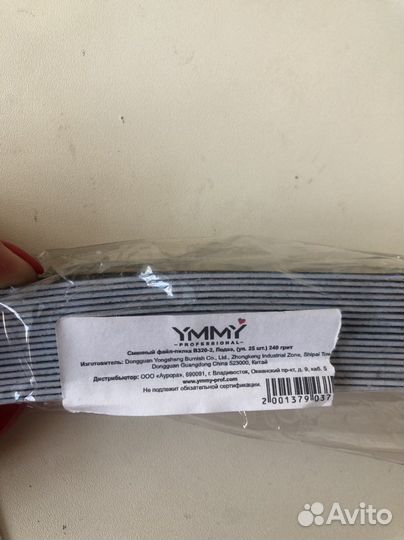 YMMY
PROFESSIONAL
Сменный файл-пилка B320-2, Лодка, (уп. 25 шт.) 240 грит
Изготовитель: Dongguan Yongsheng Burnish Co., Ltd., Zhongkeng Industrial Zone, Shipai
Dongguan Guangdong China 523000, Китай
Дистрибьютор: ООО «Аурора», 690091, г. Владивосток, Океанский пр-кт, д. 9, каб. 5
www.ymmy-prof.com
Не подлежит обязательной сертификации.
2 001379 037
Avito